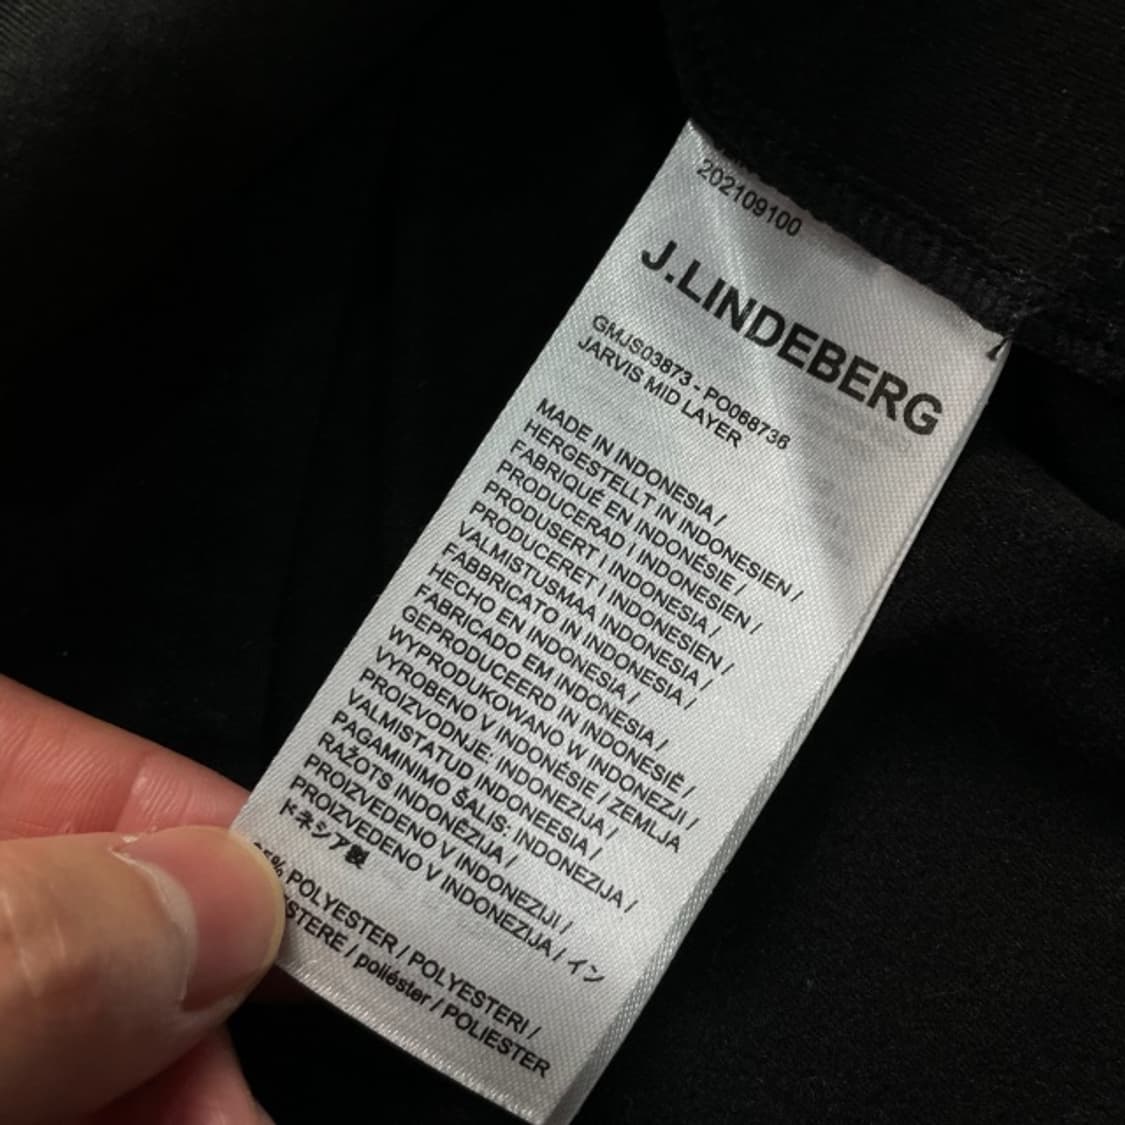 202109100
J.LINDEBERG
GMJS03873 - PO068736
JARVIS MID LAYER
MADE IN INDONESIA /
HERGESTELLT IN INDONESIEN /
FABRIQUÉ EN INDONÉSIE /
PRODUCERAD I INDONESIEN /
PRODUSERT I INDONESIA /
PRODUCERET I INDONESIEN /
VALMISTUSMAA INDONESIA /
FABBRICATO IN INDONESIA /
HECHO EN INDONESIA /
FABRICADO EM INDONESIA /
GEPRODUCEERD IN INDONESIË /
WYPRODUKOWANO W INDONEZJI /
VYROBENO V INDONÉSIE / ZEMLJA
PROIZVODNJE: INDONEZIJA /
VALMISTATUD INDONEESIA /
PAGAMINIMO ŠALIS: INDONEZIJA /
RAŽOTS INDONĒZIJA /
PROIZVEDENO V INDONEZIJI /
PROIZVEDENO V INDONEZIJA / イン
ドネシア製
POLYESTER / POLYESTERI /
poliéster / POLIESTER